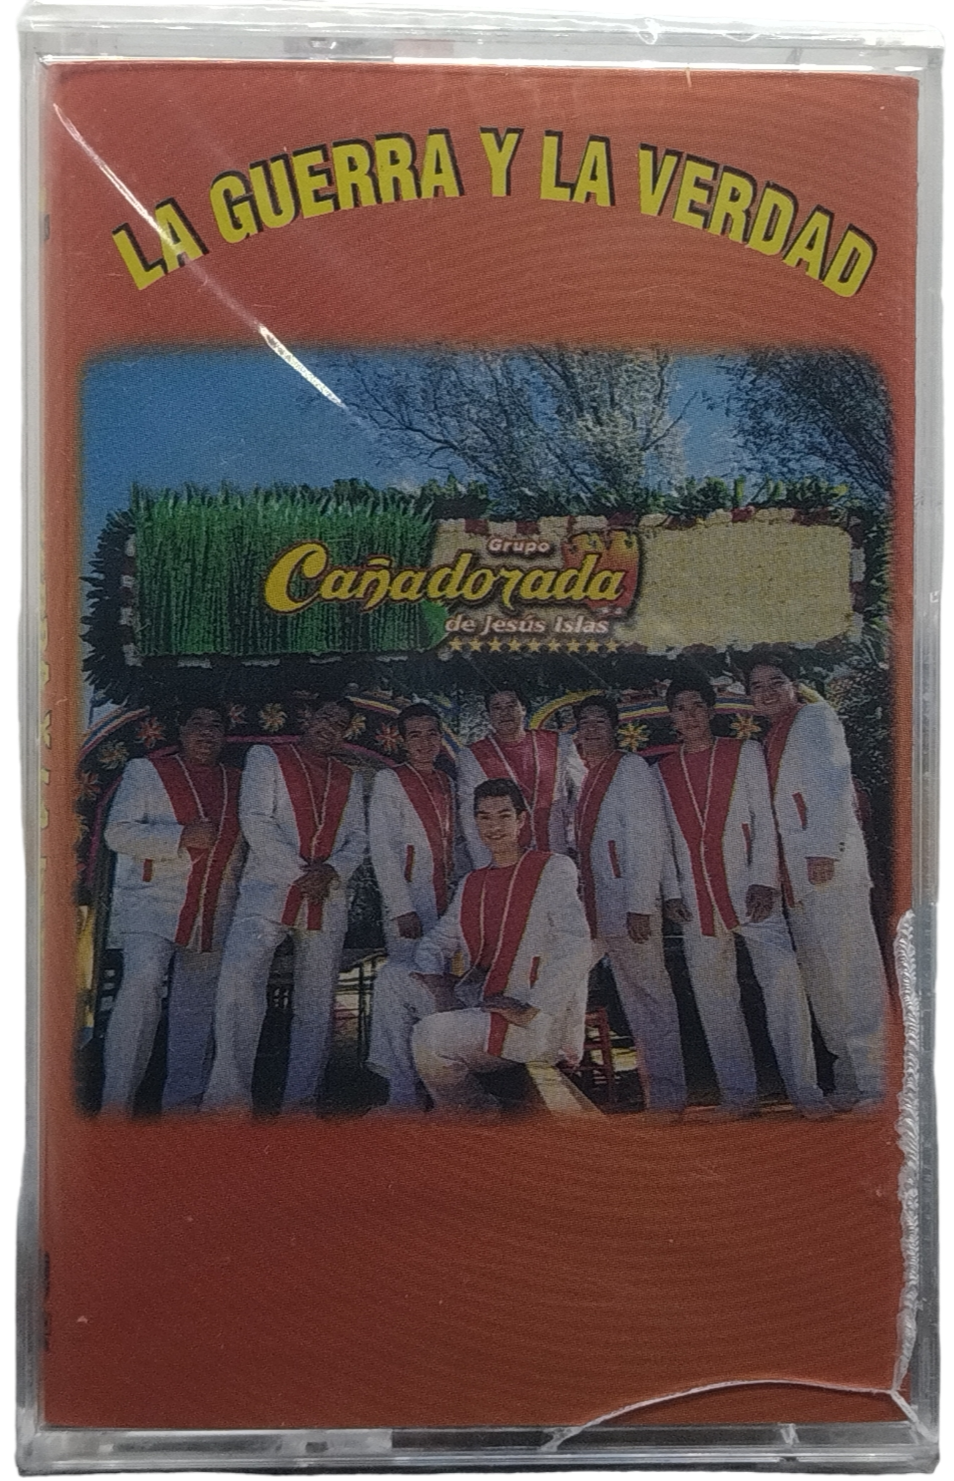 LA GUERRA Y LA VERDAD
Grupo
Cañadorada
de Jesús Islas